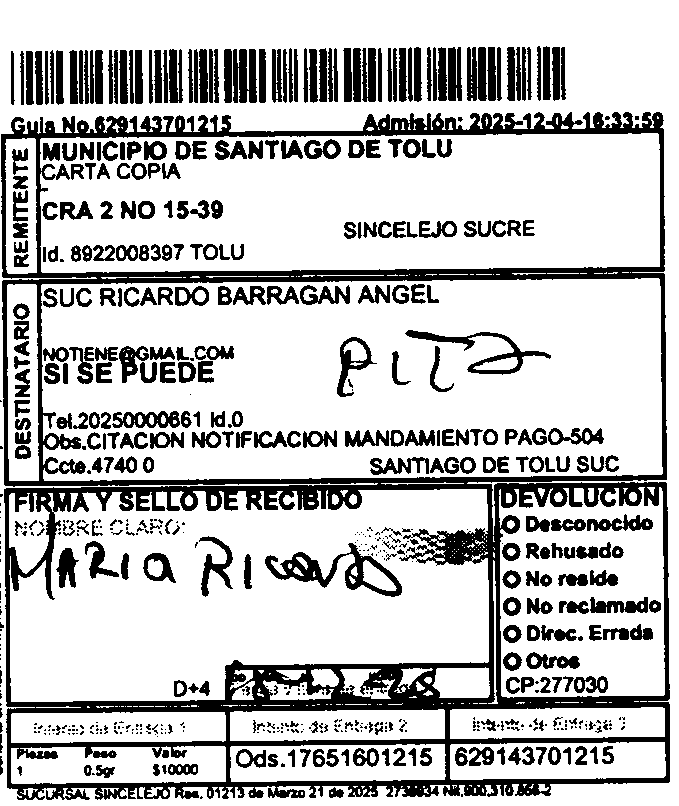 Guia No.629143701215 Admisión: 2025-12-04-16:33:59
REMITENTE
MUNICIPIO DE SANTIAGO DE TOLU
CARTA COPIA
CRA 2 NO 15-39
SINCELEJO SUCRE
Id. 8922008397 TOLU
DESTINATARIO
SUC RICARDO BARRAGAN ANGEL
NOTIENE@GMAIL.COM
SI SE PUEDE
Tel.20250000661 Id.0
Obs.CITACION NOTIFICACION MANDAMIENTO PAGO-504
Ccte.4740 0 SANTIAGO DE TOLU SUC
FIRMA Y SELLO DE RECIBIDO
NOMBRE CLARO:
MARIA Ricardo
D+4
DEVOLUCION
Desconocido
Rehusado
No reside
No reclamado
Direc. Errada
Otros
CP:277030
Intento de Entrega 1 Intento de Entrega 2 Intento de Entrega 3
Piezas Peso Valor
1 0.5gr $10000
Ods.17651601215 629143701215
SUCURSAL SINCELEJO Res. 01213 de Marzo 21 de 2025